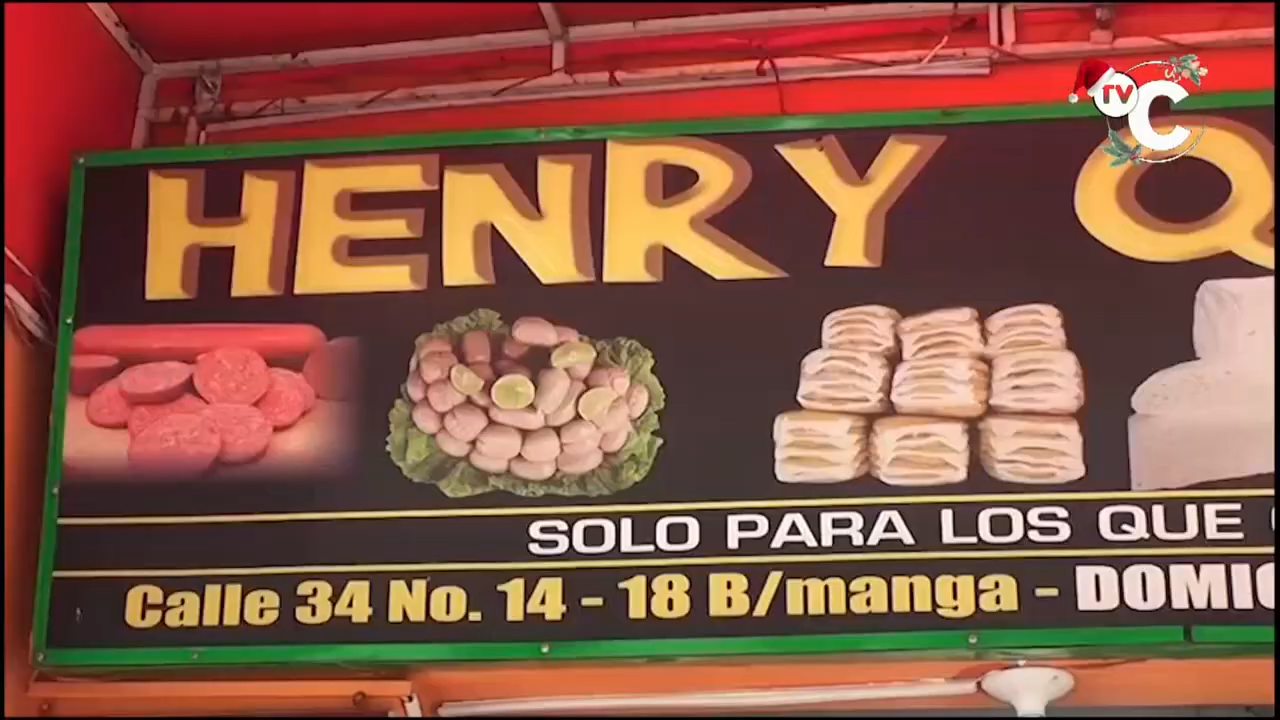 TV C
HENRY Q
SOLO PARA LOS QUE
Calle 34 No. 14 - 18 B/manga - DOMIC